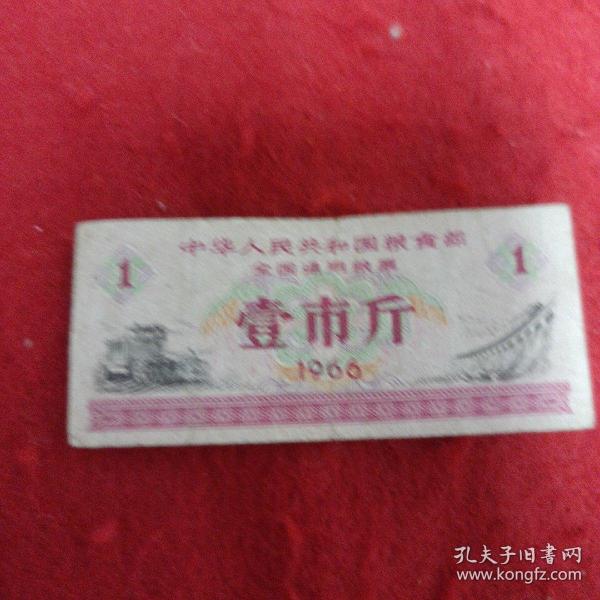 中华人民共和国粮食部
全国通用粮票
1
1
壹市斤
1966
孔夫子旧书网
www.kongfz.com